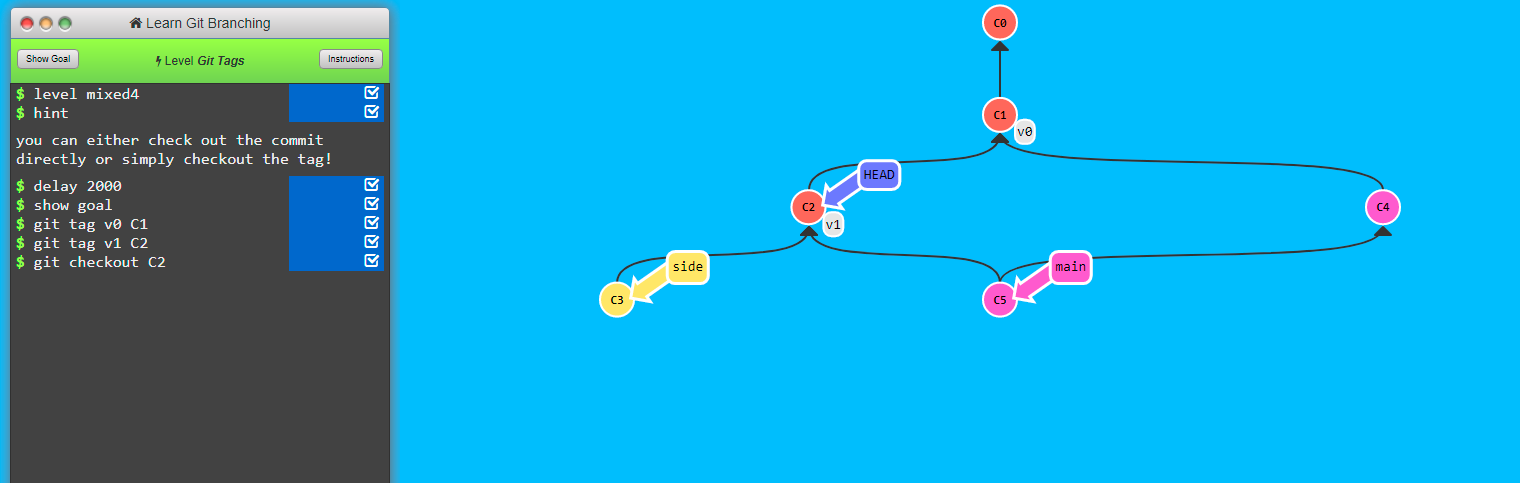 Learn Git Branching
Show Goal
Level Git Tags
Instructions
$ level mixed4
$ hint
you can either check out the commit
directly or simply checkout the tag!
$ delay 2000
$ show goal
$ git tag v0 C1
$ git tag v1 C2
$ git checkout C2
C0
C1
v0
HEAD
C2
v1
C4
side
main
C3
C5